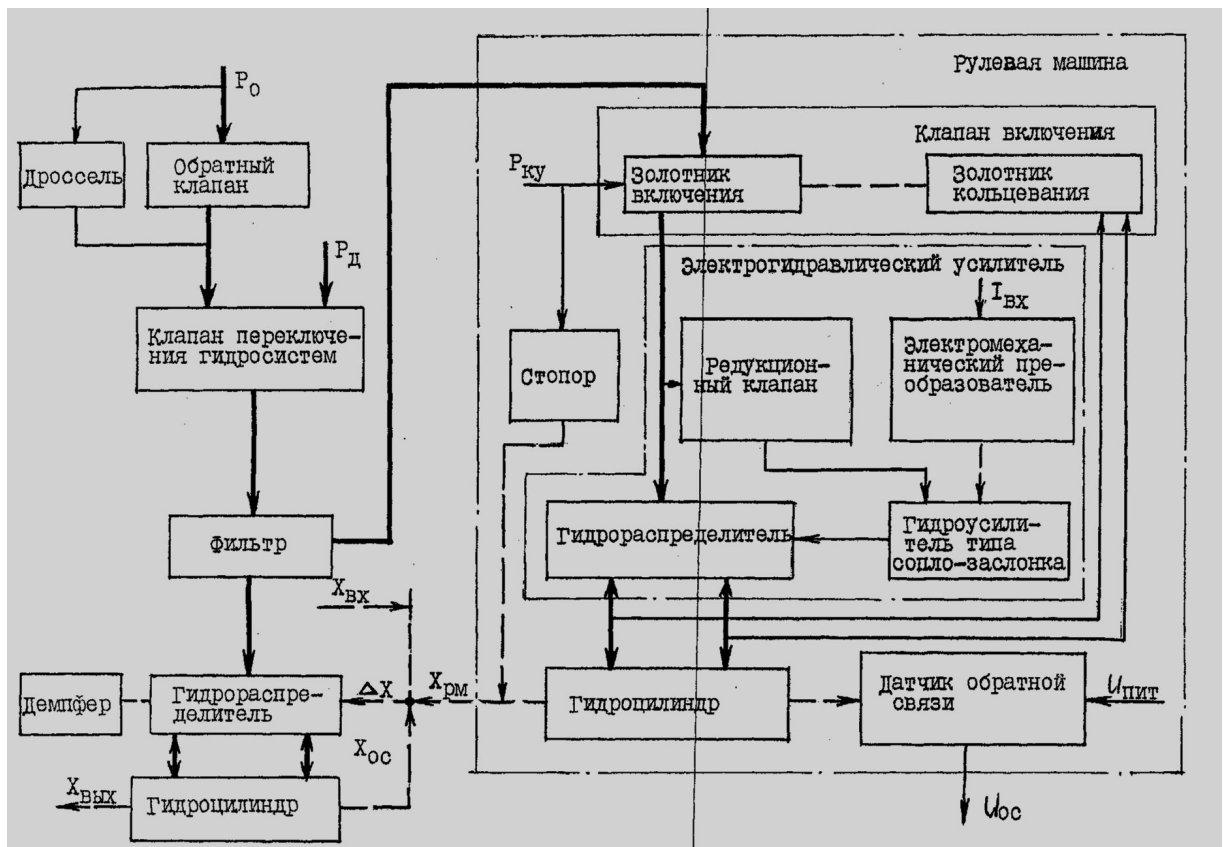 Рулевая машина
P₀
Клапан включения
Дроссель
Обратный
клапан
Pку
Золотник
включения
Золотник
кольцевания
Pд
Электрогидравлический усилитель
Iвх
Клапан переключе-
ния гидросистем
Стопор
Редукцион-
ный клапан
Электромеха-
нический пре-
образователь
Фильтр
Гидрораспределитель
Гидроусили-
тель типа
сопло-заслонка
Xвх
Демпфер
Гидрораспре-
делитель
ΔX
Xрм
Гидроцилиндр
Датчик обратной
связи
Uпит
Xос
Xвых
Гидроцилиндр
Uос